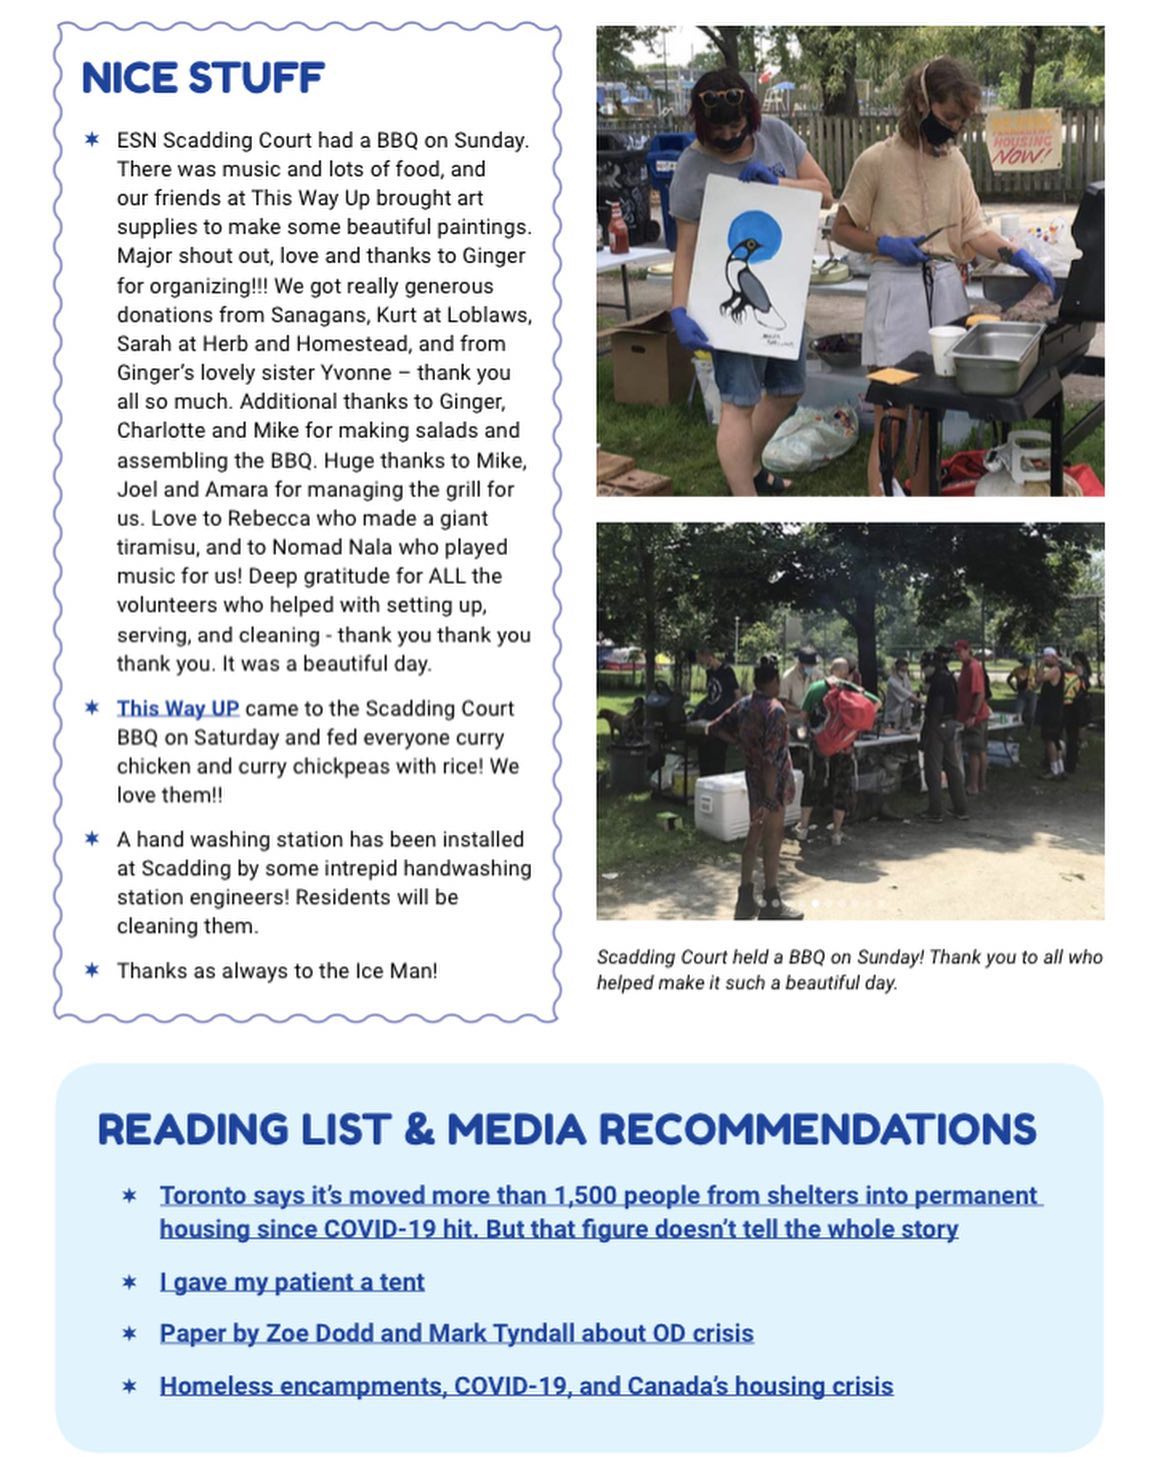 NICE STUFF
ESN Scadding Court had a BBQ on Sunday.
There was music and lots of food, and
our friends at This Way Up brought art
supplies to make some beautiful paintings.
Major shout out, love and thanks to Ginger
for organizing!!! We got really generous
donations from Sanagans, Kurt at Loblaws,
Sarah at Herb and Homestead, and from
Ginger’s lovely sister Yvonne – thank you
all so much. Additional thanks to Ginger,
Charlotte and Mike for making salads and
assembling the BBQ. Huge thanks to Mike,
Joel and Amara for managing the grill for
us. Love to Rebecca who made a giant
tiramisu, and to Nomad Nala who played
music for us! Deep gratitude for ALL the
volunteers who helped with setting up,
serving, and cleaning - thank you thank you
thank you. It was a beautiful day.
This Way UP came to the Scadding Court
BBQ on Saturday and fed everyone curry
chicken and curry chickpeas with rice! We
love them!!
A hand washing station has been installed
at Scadding by some intrepid handwashing
station engineers! Residents will be
cleaning them.
Thanks as always to the Ice Man!
HOUSING
NOW!
Scadding Court held a BBQ on Sunday! Thank you to all who
helped make it such a beautiful day.
READING LIST & MEDIA RECOMMENDATIONS
Toronto says it’s moved more than 1,500 people from shelters into permanent
housing since COVID-19 hit. But that figure doesn’t tell the whole story
I gave my patient a tent
Paper by Zoe Dodd and Mark Tyndall about OD crisis
Homeless encampments, COVID-19, and Canada’s housing crisis